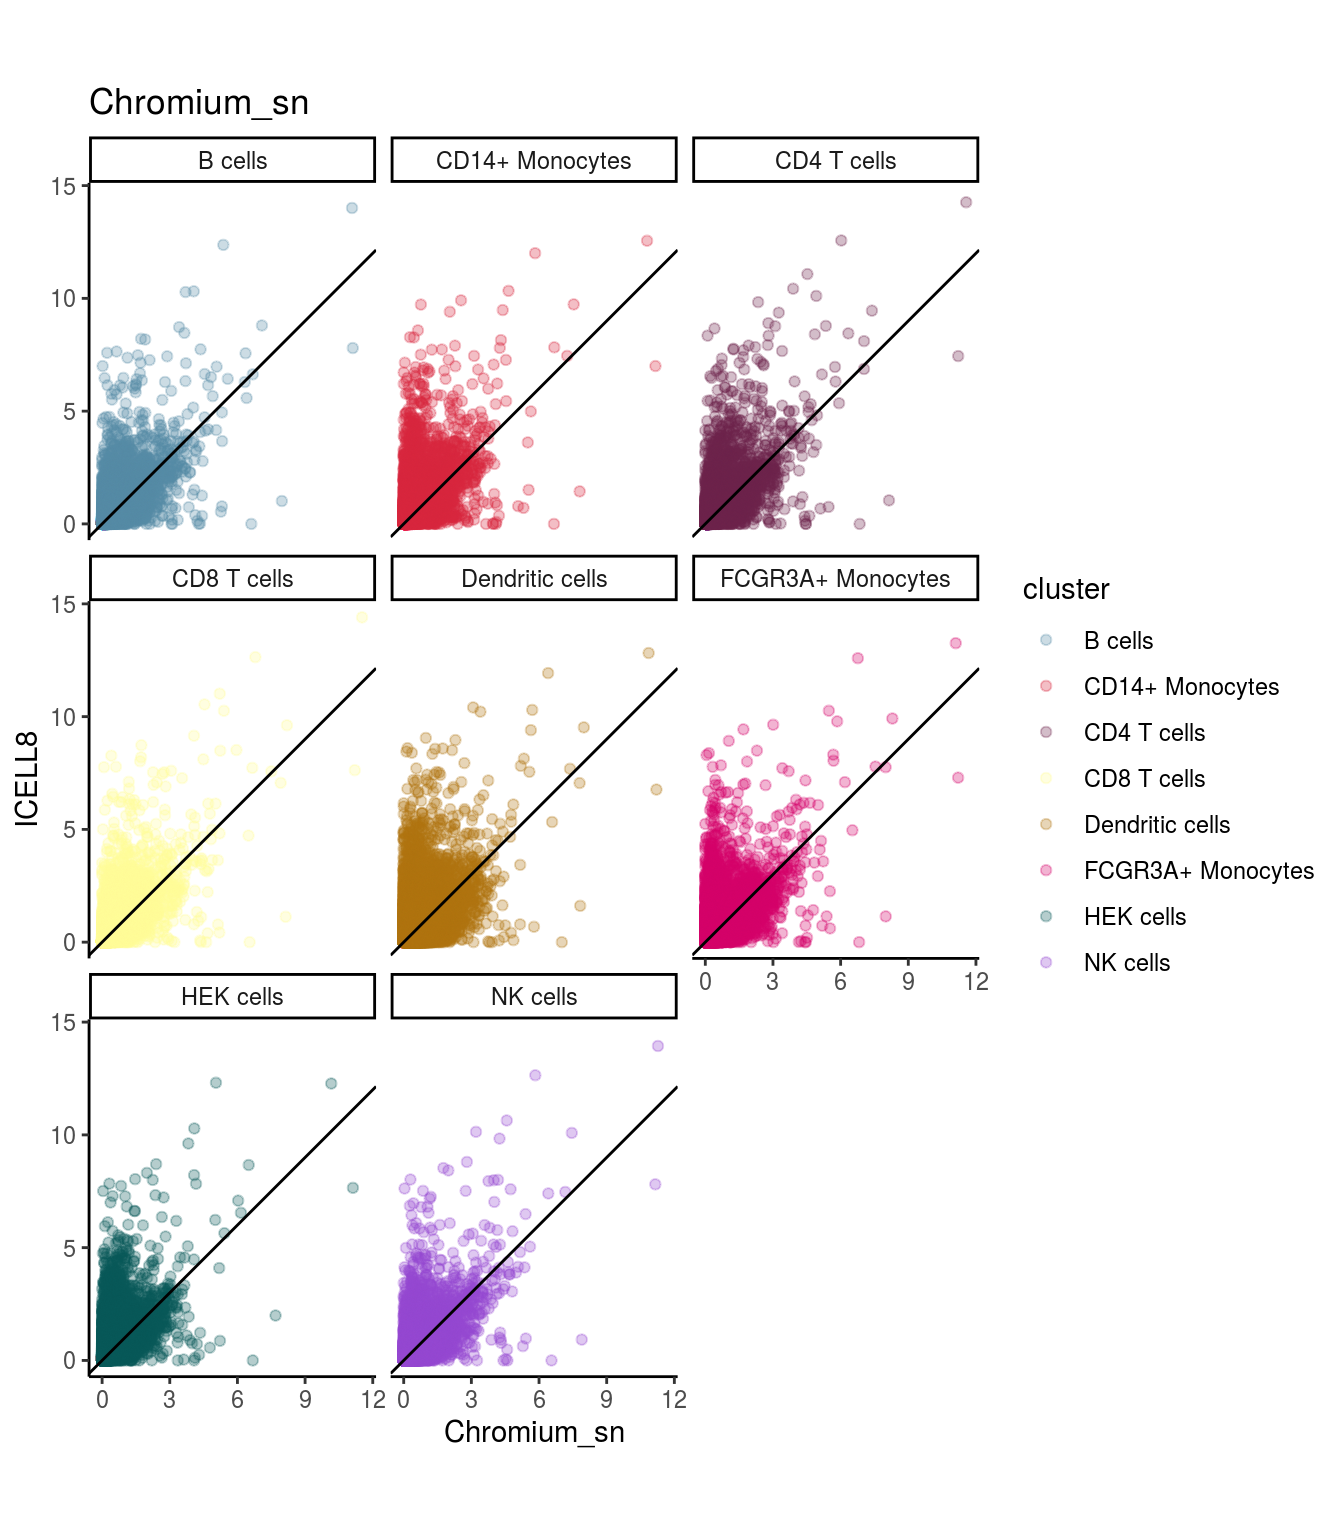 Chromium_sn
B cells
CD14+ Monocytes
CD4 T cells
15
10
5
0
CD8 T cells
Dendritic cells
FCGR3A+ Monocytes
15
10
5
0
0
3
6
9
12
HEK cells
NK cells
15
10
5
0
0
3
6
9
12
0
3
6
9
12
Chromium_sn
ICELL8
cluster
B cells
CD14+ Monocytes
CD4 T cells
CD8 T cells
Dendritic cells
FCGR3A+ Monocytes
HEK cells
NK cells